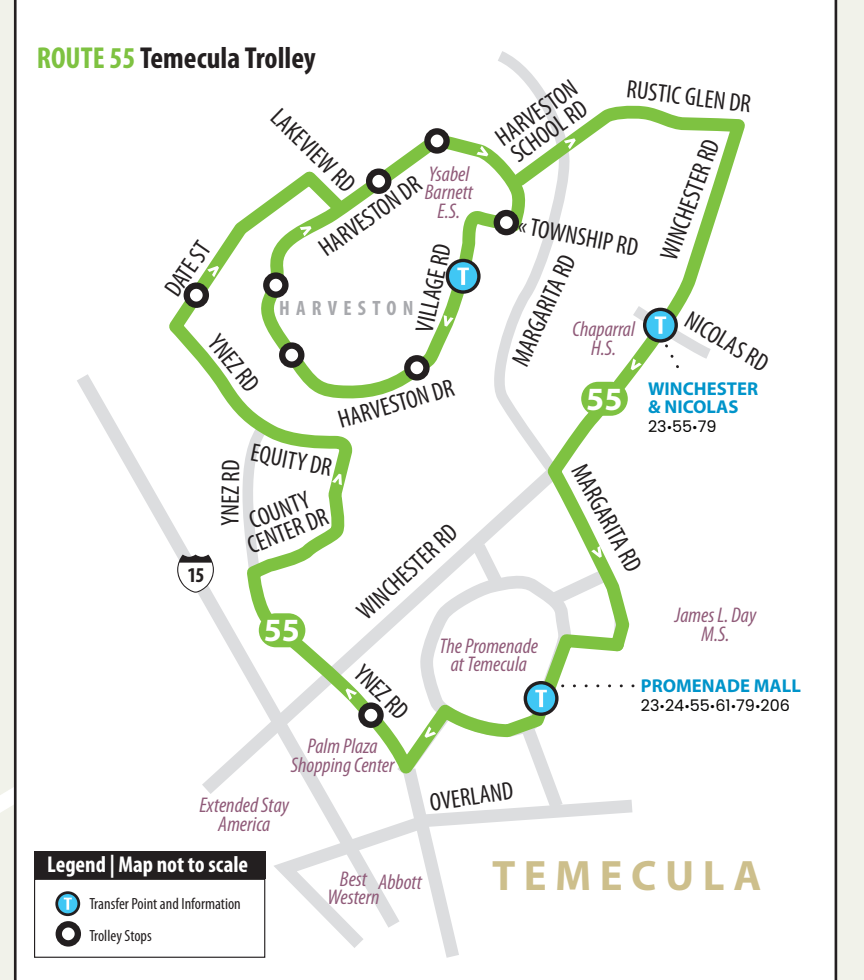 ROUTE 55 Temecula Trolley
RUSTIC GLEN DR
HARVESTON
SCHOOL RD
LAKEVIEW RD
HARVESTON DR
Ysabel
Barnett
E.S.
WINCHESTER RD
« TOWNSHIP RD
DATE ST
VILLAGE RD
T
HARVESTON
MARGARITA RD
T
NICOLAS RD
Chaparral
H.S.
YNEZ RD
HARVESTON DR
55
WINCHESTER
& NICOLAS
23•55•79
EQUITY DR
YNEZ RD
COUNTY
CENTER DR
MARGARITA RD
WINCHESTER RD
15
55
James L. Day
M.S.
The Promenade
at Temecula
YNEZ RD
T
PROMENADE MALL
23•24•55•61•79•206
Palm Plaza
Shopping Center
OVERLAND
Extended Stay
America
Best
Western
Abbott
TEMECULA
Legend | Map not to scale
T
Transfer Point and Information
Trolley Stops